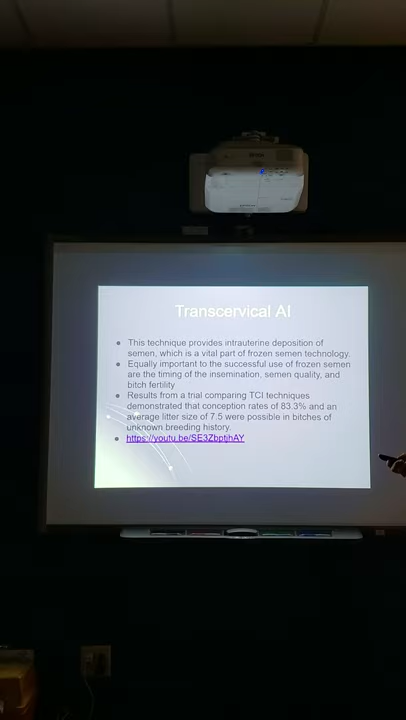 Transcervical AI
● This technique provides intrauterine deposition of
semen, which is a vital part of frozen semen technology.
● Equally important to the successful use of frozen semen
are the timing of the insemination, semen quality, and
bitch fertility
● Results from a trial comparing TCI techniques
demonstrated that conception rates of 83.3% and an
average litter size of 7.5 were possible in bitches of
unknown breeding history.
● https://youtu.be/SE3ZbptjhAY